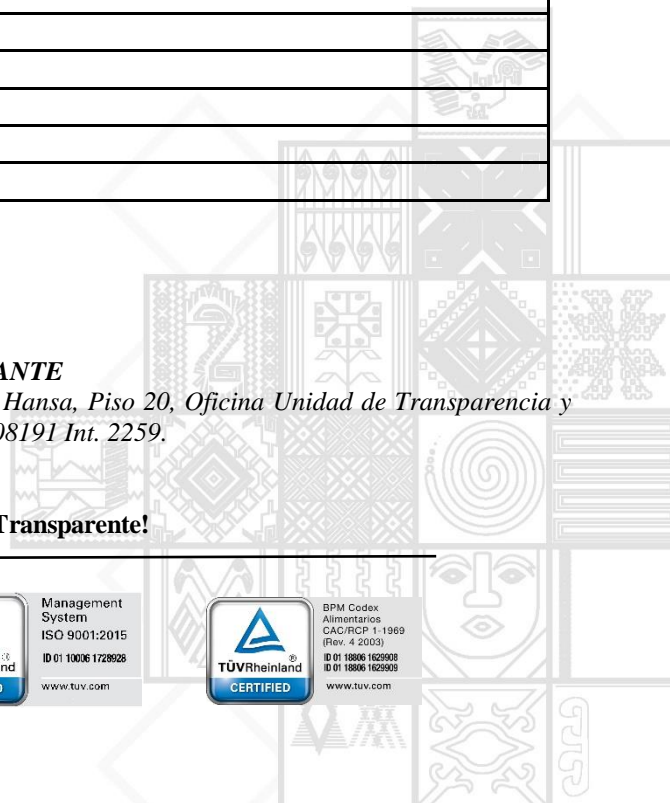 ANTE
Hansa, Piso 20, Oficina Unidad de Transparencia y
08191 Int. 2259.
Transparente!
Management
System
ISO 9001:2015
ID 01 10006 1728928
www.tuv.com
®
TÜVRheinland
CERTIFIED
BPM Codex
Alimentarios
CAC/RCP 1-1969
(Rev. 4 2003)
ID 01 18806 1629908
ID 01 18806 1629909
www.tuv.com